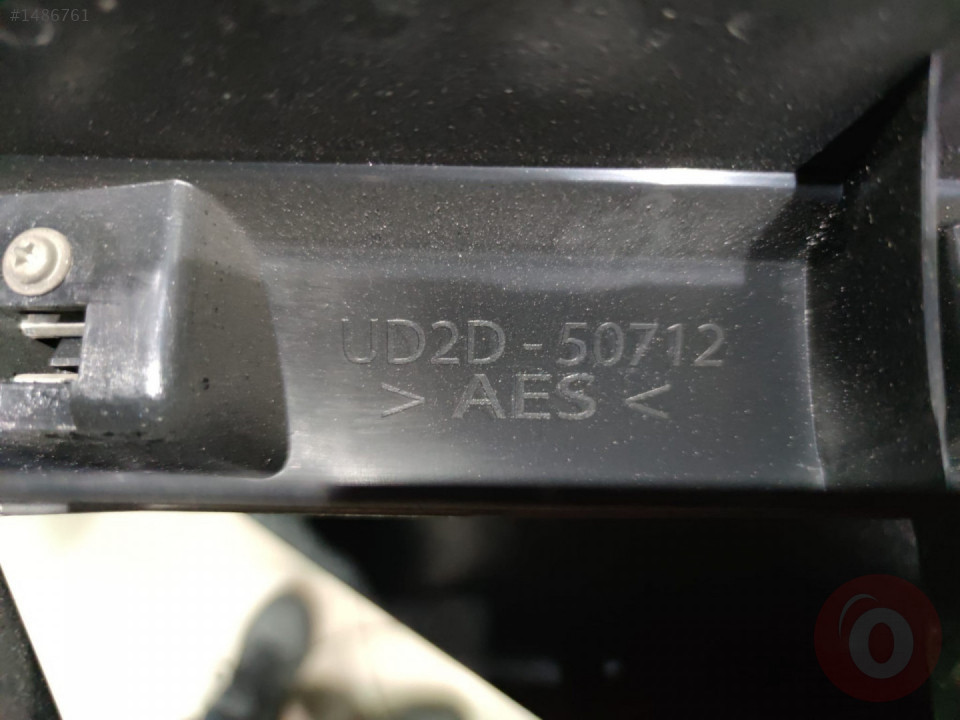 #1486761
UD2D - 50712
> AES <
O